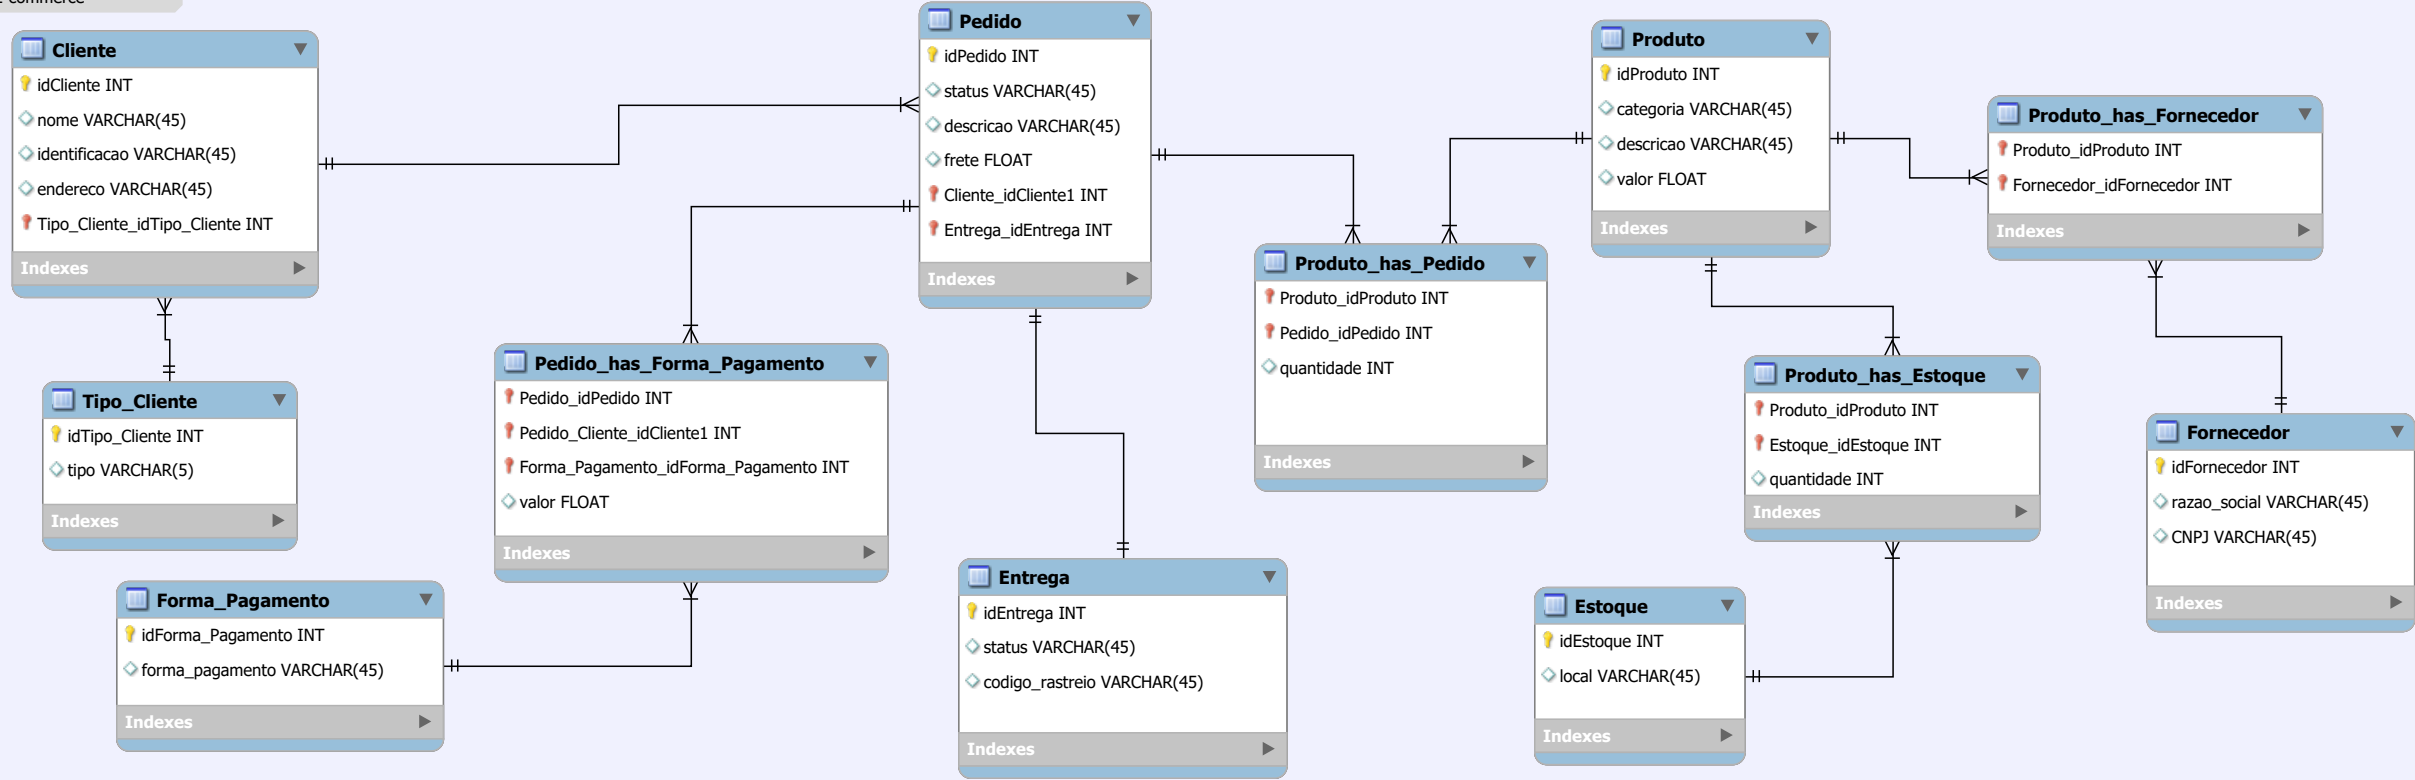 commerce
Cliente
idCliente INT
nome VARCHAR(45)
identificacao VARCHAR(45)
endereco VARCHAR(45)
Tipo_Cliente_idTipo_Cliente INT
Indexes
Tipo_Cliente
idTipo_Cliente INT
tipo VARCHAR(5)
Indexes
Forma_Pagamento
idForma_Pagamento INT
forma_pagamento VARCHAR(45)
Indexes
Pedido_has_Forma_Pagamento
Pedido_idPedido INT
Pedido_Cliente_idCliente1 INT
Forma_Pagamento_idForma_Pagamento INT
valor FLOAT
Indexes
Pedido
idPedido INT
status VARCHAR(45)
descricao VARCHAR(45)
frete FLOAT
Cliente_idCliente1 INT
Entrega_idEntrega INT
Indexes
Entrega
idEntrega INT
status VARCHAR(45)
codigo_rastreio VARCHAR(45)
Indexes
Produto_has_Pedido
Produto_idProduto INT
Pedido_idPedido INT
quantidade INT
Indexes
Produto
idProduto INT
categoria VARCHAR(45)
descricao VARCHAR(45)
valor FLOAT
Indexes
Produto_has_Estoque
Produto_idProduto INT
Estoque_idEstoque INT
quantidade INT
Indexes
Estoque
idEstoque INT
local VARCHAR(45)
Indexes
Produto_has_Fornecedor
Produto_idProduto INT
Fornecedor_idFornecedor INT
Indexes
Fornecedor
idFornecedor INT
razao_social VARCHAR(45)
CNPJ VARCHAR(45)
Indexes